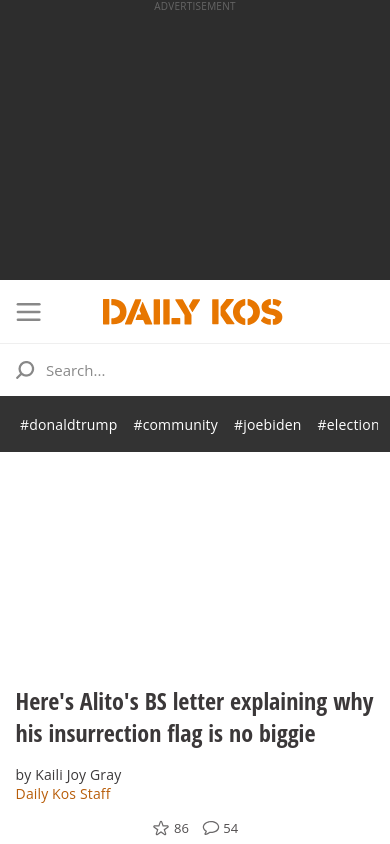 ADVERTISEMENT
DAILY KOS
Search...
#donaldtrump #community #joebiden #election
Here's Alito's BS letter explaining why
his insurrection flag is no biggie
by Kaili Joy Gray
Daily Kos Staff
86 54